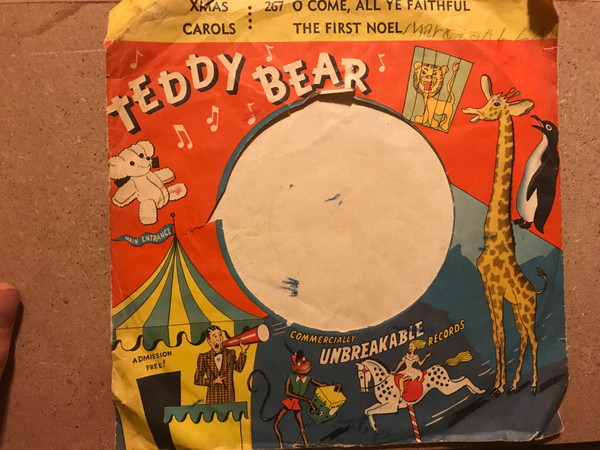 XMAS : 267 O COME, ALL YE FAITHFUL
CAROLS : THE FIRST NOEL
TEDDY BEAR
MAIN ENTRANCE
ADMISSION
FREE!
COMMERCIALLY
UNBREAKABLE
RECORDS